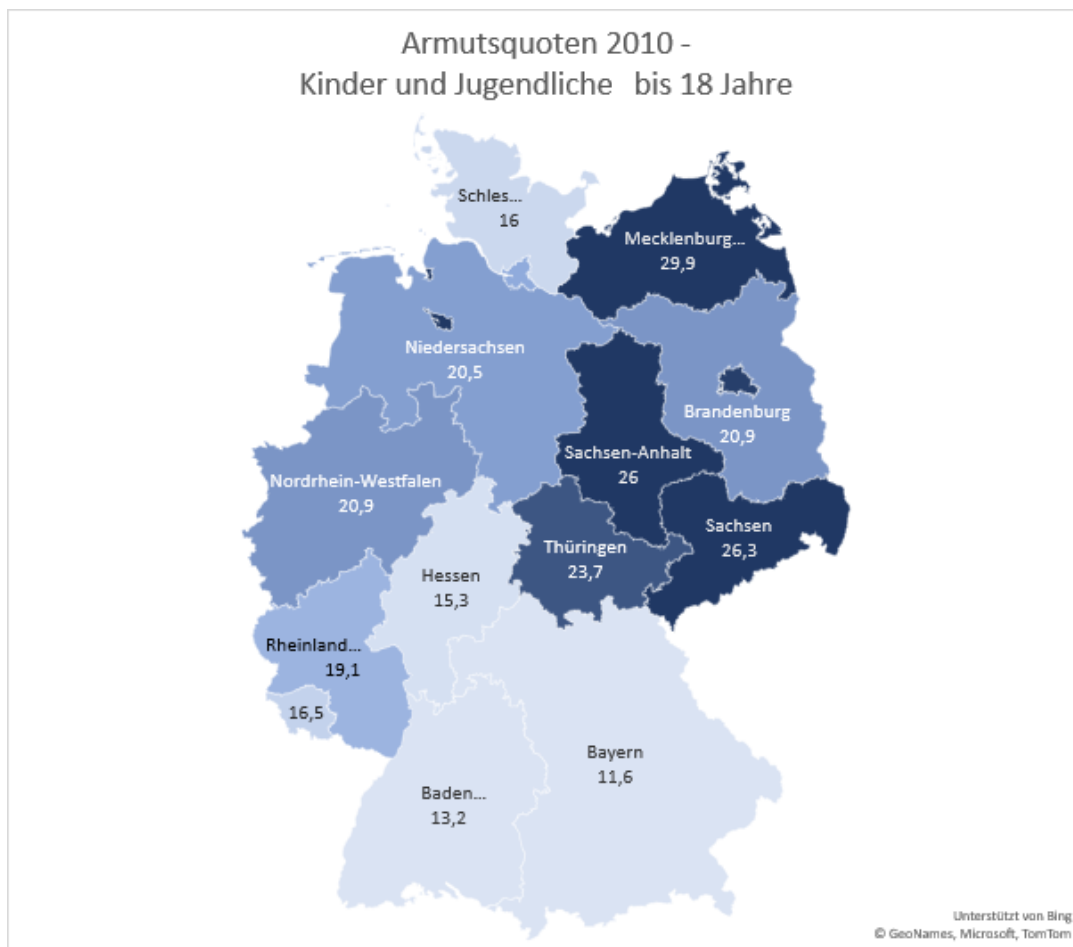 Armutsquoten 2010 -
Kinder und Jugendliche bis 18 Jahre
Schles...
16
Mecklenburg...
29,9
Niedersachsen
20,5
Brandenburg
20,9
Sachsen-Anhalt
26
Nordrhein-Westfalen
20,9
Sachsen
26,3
Thüringen
23,7
Hessen
15,3
Rheinland...
19,1
16,5
Bayern
11,6
Baden...
13,2
Unterstützt von Bing
© GeoNames, Microsoft, TomTom